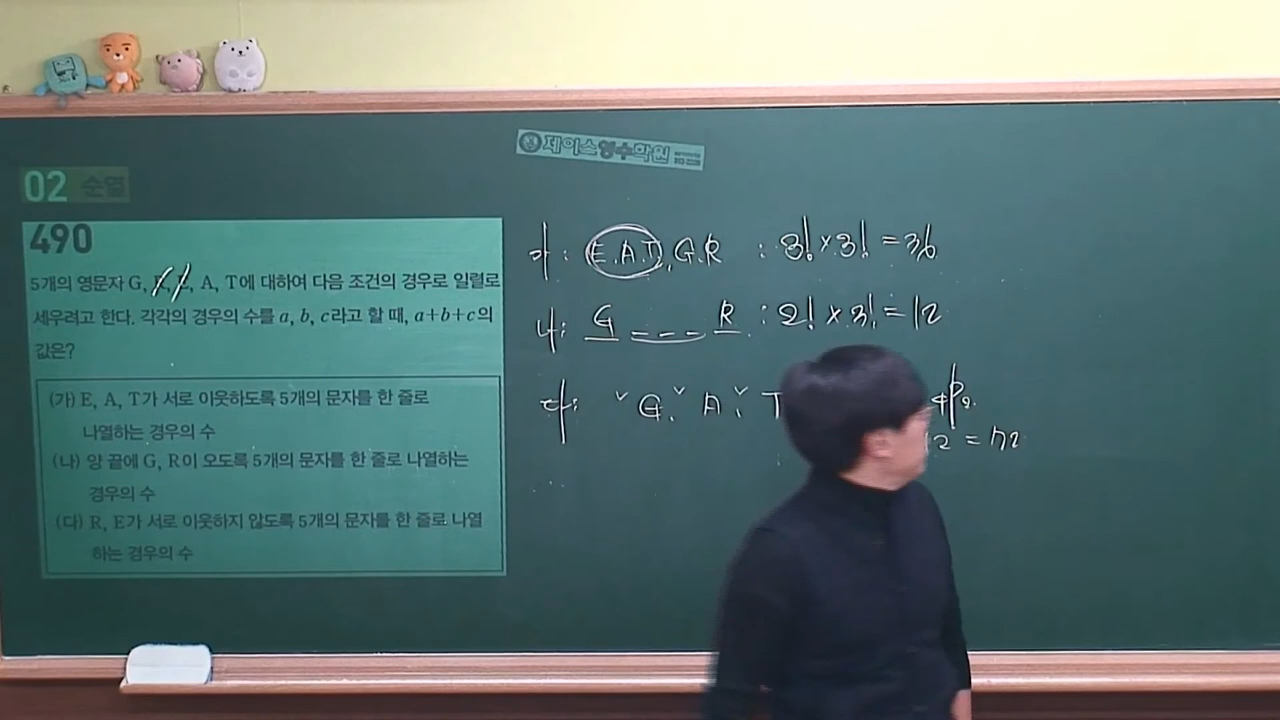 제이스영수학원
02 순열
490
5개의 영문자 G, R, E, A, T에 대하여 다음 조건의 경우로 일렬로
세우려고 한다. 각각의 경우의 수를 a, b, c라고 할 때, a+b+c의
값은?
(가) E, A, T가 서로 이웃하도록 5개의 문자를 한 줄로
나열하는 경우의 수
(나) 양 끝에 G, R이 오도록 5개의 문자를 한 줄로 나열하는
경우의 수
(다) R, E가 서로 이웃하지 않도록 5개의 문자를 한 줄로 나열
하는 경우의 수
가: E.A.T, G.R : 3! × 3! = 36
나: G _ _ _ R : 2! × 3! = 12
다: ˅ G ˅ A ˅ T 4P2
2 = 72